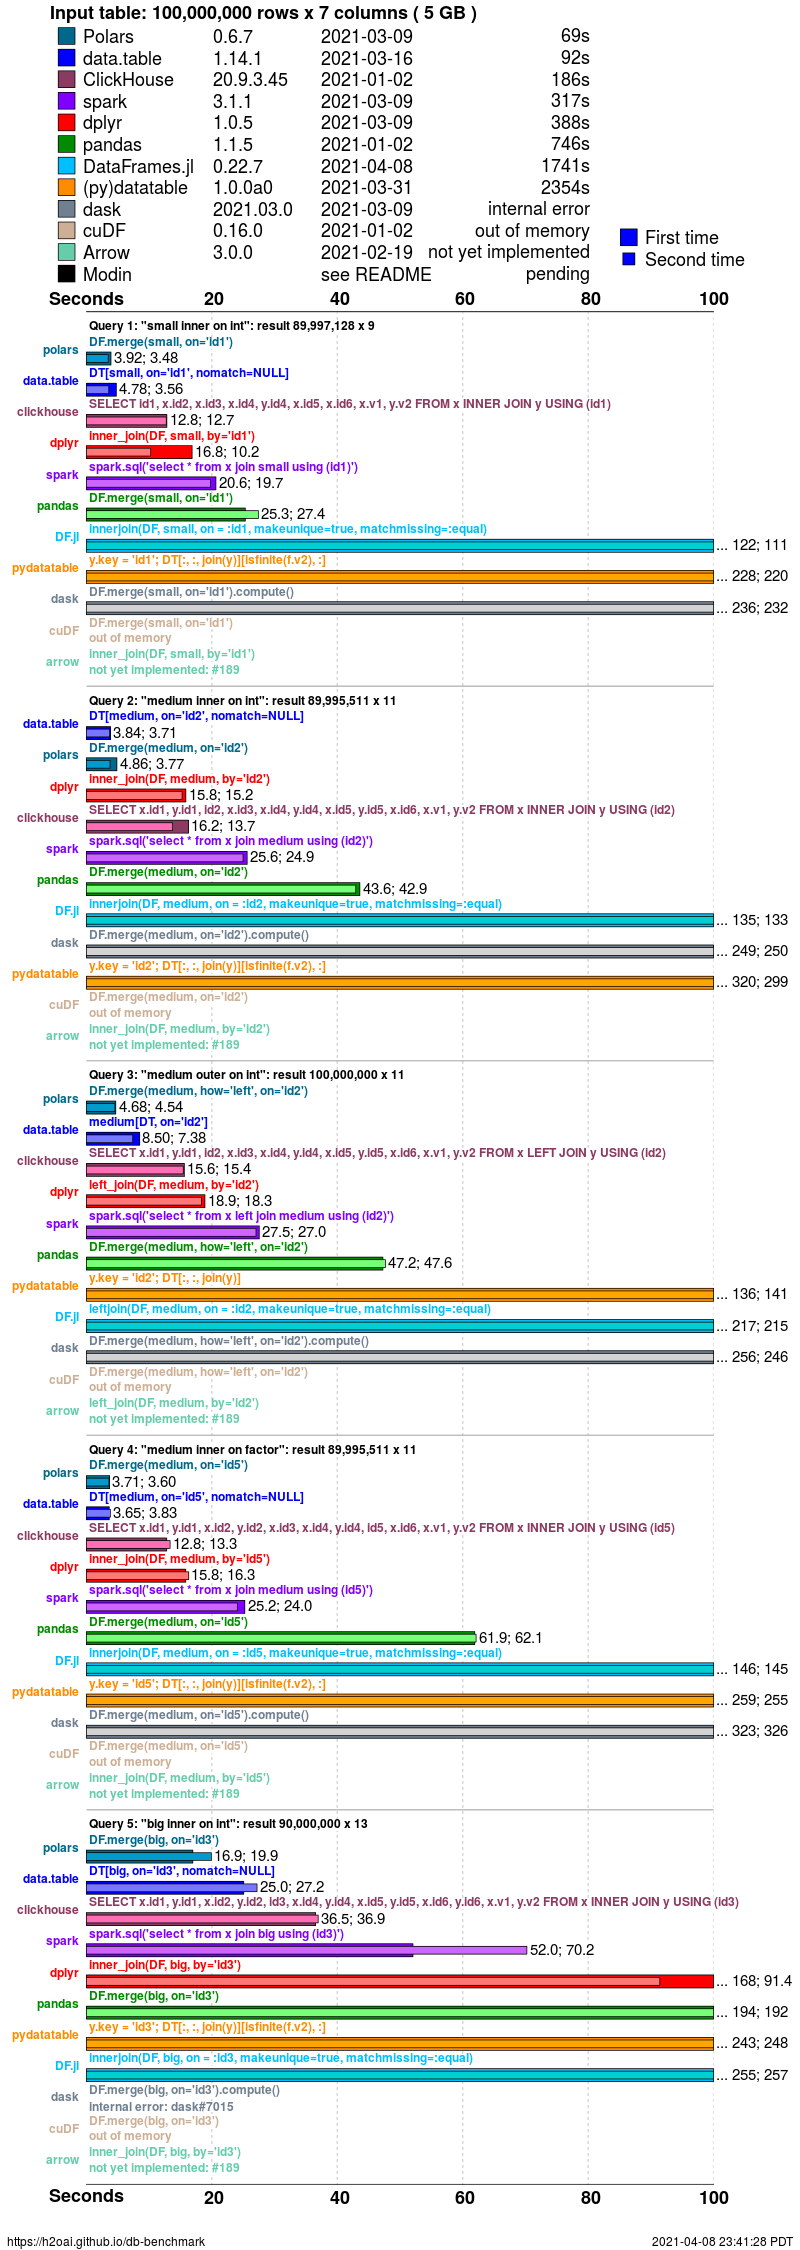 Input table: 100,000,000 rows x 7 columns ( 5 GB )
Polars 0.6.7 2021-03-09 69s
data.table 1.14.1 2021-03-16 92s
ClickHouse 20.9.3.45 2021-01-02 186s
spark 3.1.1 2021-03-09 317s
dplyr 1.0.5 2021-03-09 388s
pandas 1.1.5 2021-01-02 746s
DataFrames.jl 0.22.7 2021-04-08 1741s
(py)datatable 1.0.0a0 2021-03-31 2354s
dask 2021.03.0 2021-03-09 internal error
cuDF 0.16.0 2021-01-02 out of memory
Arrow 3.0.0 2021-02-19 not yet implemented
Modin see README pending
First time
Second time
Seconds 20 40 60 80 100
Query 1: "small inner on int": result 89,997,128 x 9
DF.merge(small, on='id1')
polars 3.92; 3.48
DT[small, on='id1', nomatch=NULL]
data.table 4.78; 3.56
SELECT id1, x.id2, x.id3, x.id4, y.id4, x.id5, x.id6, x.v1, y.v2 FROM x INNER JOIN y USING (id1)
clickhouse 12.8; 12.7
inner_join(DF, small, by='id1')
dplyr 16.8; 10.2
spark.sql('select * from x join small using (id1)')
spark 20.6; 19.7
DF.merge(small, on='id1')
pandas 25.3; 27.4
innerjoin(DF, small, on = :id1, makeunique=true, matchmissing=:equal)
DF.jl ... 122; 111
y.key = 'id1'; DT[:, :, join(y)][isfinite(f.v2), :]
pydatatable ... 228; 220
DF.merge(small, on='id1').compute()
dask ... 236; 232
DF.merge(small, on='id1')
cuDF out of memory
inner_join(DF, small, by='id1')
arrow not yet implemented: #189
Query 2: "medium inner on int": result 89,995,511 x 11
DT[medium, on='id2', nomatch=NULL]
data.table 3.84; 3.71
DF.merge(medium, on='id2')
polars 4.86; 3.77
inner_join(DF, medium, by='id2')
dplyr 15.8; 15.2
SELECT x.id1, y.id1, id2, x.id3, x.id4, y.id4, x.id5, y.id5, x.id6, x.v1, y.v2 FROM x INNER JOIN y USING (id2)
clickhouse 16.2; 13.7
spark.sql('select * from x join medium using (id2)')
spark 25.6; 24.9
DF.merge(medium, on='id2')
pandas 43.6; 42.9
innerjoin(DF, medium, on = :id2, makeunique=true, matchmissing=:equal)
DF.jl ... 135; 133
DF.merge(medium, on='id2').compute()
dask ... 249; 250
y.key = 'id2'; DT[:, :, join(y)][isfinite(f.v2), :]
pydatatable ... 320; 299
DF.merge(medium, on='id2')
cuDF out of memory
inner_join(DF, medium, by='id2')
arrow not yet implemented: #189
Query 3: "medium outer on int": result 100,000,000 x 11
DF.merge(medium, how='left', on='id2')
polars 4.68; 4.54
medium[DT, on='id2']
data.table 8.50; 7.38
SELECT x.id1, y.id1, id2, x.id3, x.id4, y.id4, x.id5, y.id5, x.id6, x.v1, y.v2 FROM x LEFT JOIN y USING (id2)
clickhouse 15.6; 15.4
left_join(DF, medium, by='id2')
dplyr 18.9; 18.3
spark.sql('select * from x left join medium using (id2)')
spark 27.5; 27.0
DF.merge(medium, how='left', on='id2')
pandas 47.2; 47.6
y.key = 'id2'; DT[:, :, join(y)]
pydatatable ... 136; 141
leftjoin(DF, medium, on = :id2, makeunique=true, matchmissing=:equal)
DF.jl ... 217; 215
DF.merge(medium, how='left', on='id2').compute()
dask ... 256; 246
DF.merge(medium, how='left', on='id2')
cuDF out of memory
left_join(DF, medium, by='id2')
arrow not yet implemented: #189
Query 4: "medium inner on factor": result 89,995,511 x 11
DF.merge(medium, on='id5')
polars 3.71; 3.60
DT[medium, on='id5', nomatch=NULL]
data.table 3.65; 3.83
SELECT x.id1, y.id1, x.id2, y.id2, x.id3, x.id4, y.id4, id5, x.id6, x.v1, y.v2 FROM x INNER JOIN y USING (id5)
clickhouse 12.8; 13.3
inner_join(DF, medium, by='id5')
dplyr 15.8; 16.3
spark.sql('select * from x join medium using (id5)')
spark 25.2; 24.0
DF.merge(medium, on='id5')
pandas 61.9; 62.1
innerjoin(DF, medium, on = :id5, makeunique=true, matchmissing=:equal)
DF.jl ... 146; 145
y.key = 'id5'; DT[:, :, join(y)][isfinite(f.v2), :]
pydatatable ... 259; 255
DF.merge(medium, on='id5').compute()
dask ... 323; 326
DF.merge(medium, on='id5')
cuDF out of memory
inner_join(DF, medium, by='id5')
arrow not yet implemented: #189
Query 5: "big inner on int": result 90,000,000 x 13
DF.merge(big, on='id3')
polars 16.9; 19.9
DT[big, on='id3', nomatch=NULL]
data.table 25.0; 27.2
SELECT x.id1, y.id1, x.id2, y.id2, id3, x.id4, y.id4, x.id5, y.id5, x.id6, y.id6, x.v1, y.v2 FROM x INNER JOIN y USING (id3)
clickhouse 36.5; 36.9
spark.sql('select * from x join big using (id3)')
spark 52.0; 70.2
inner_join(DF, big, by='id3')
dplyr ... 168; 91.4
DF.merge(big, on='id3')
pandas ... 194; 192
y.key = 'id3'; DT[:, :, join(y)][isfinite(f.v2), :]
pydatatable ... 243; 248
innerjoin(DF, big, on = :id3, makeunique=true, matchmissing=:equal)
DF.jl ... 255; 257
DF.merge(big, on='id3').compute()
dask internal error: dask#7015
DF.merge(big, on='id3')
cuDF out of memory
inner_join(DF, big, by='id3')
arrow not yet implemented: #189
Seconds 20 40 60 80 100
https://h2oai.github.io/db-benchmark 2021-04-08 23:41:28 PDT